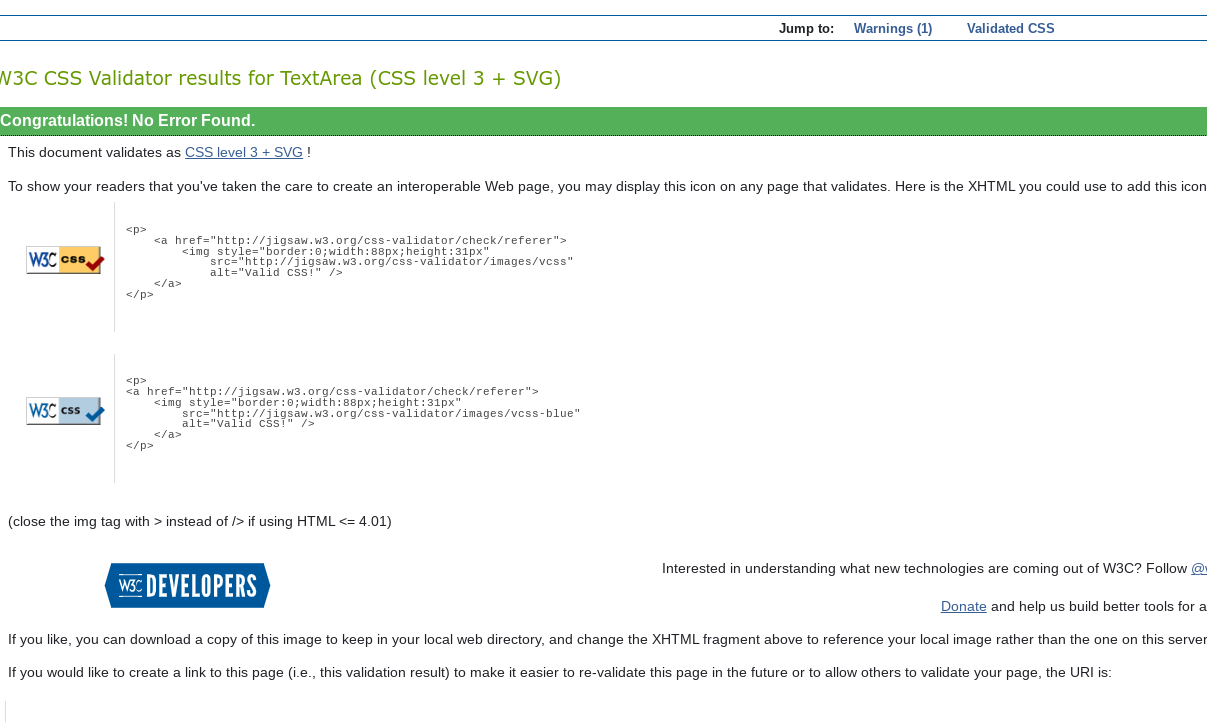 Jump to: Warnings (1) Validated CSS
W3C CSS Validator results for TextArea (CSS level 3 + SVG)
Congratulations! No Error Found.
This document validates as CSS level 3 + SVG !
To show your readers that you've taken the care to create an interoperable Web page, you may display this icon on any page that validates. Here is the XHTML you could use to add this icon
W3C css
<p>
    <a href="http://jigsaw.w3.org/css-validator/check/referer">
        <img style="border:0;width:88px;height:31px"
            src="http://jigsaw.w3.org/css-validator/images/vcss"
            alt="Valid CSS!" />
    </a>
</p>
W3C css
<p>
<a href="http://jigsaw.w3.org/css-validator/check/referer">
    <img style="border:0;width:88px;height:31px"
        src="http://jigsaw.w3.org/css-validator/images/vcss-blue"
        alt="Valid CSS!" />
    </a>
</p>
(close the img tag with > instead of /> if using HTML <= 4.01)
W3C DEVELOPERS
Interested in understanding what new technologies are coming out of W3C? Follow
Donate and help us build better tools for a
If you like, you can download a copy of this image to keep in your local web directory, and change the XHTML fragment above to reference your local image rather than the one on this server
If you would like to create a link to this page (i.e., this validation result) to make it easier to re-validate this page in the future or to allow others to validate your page, the URI is: